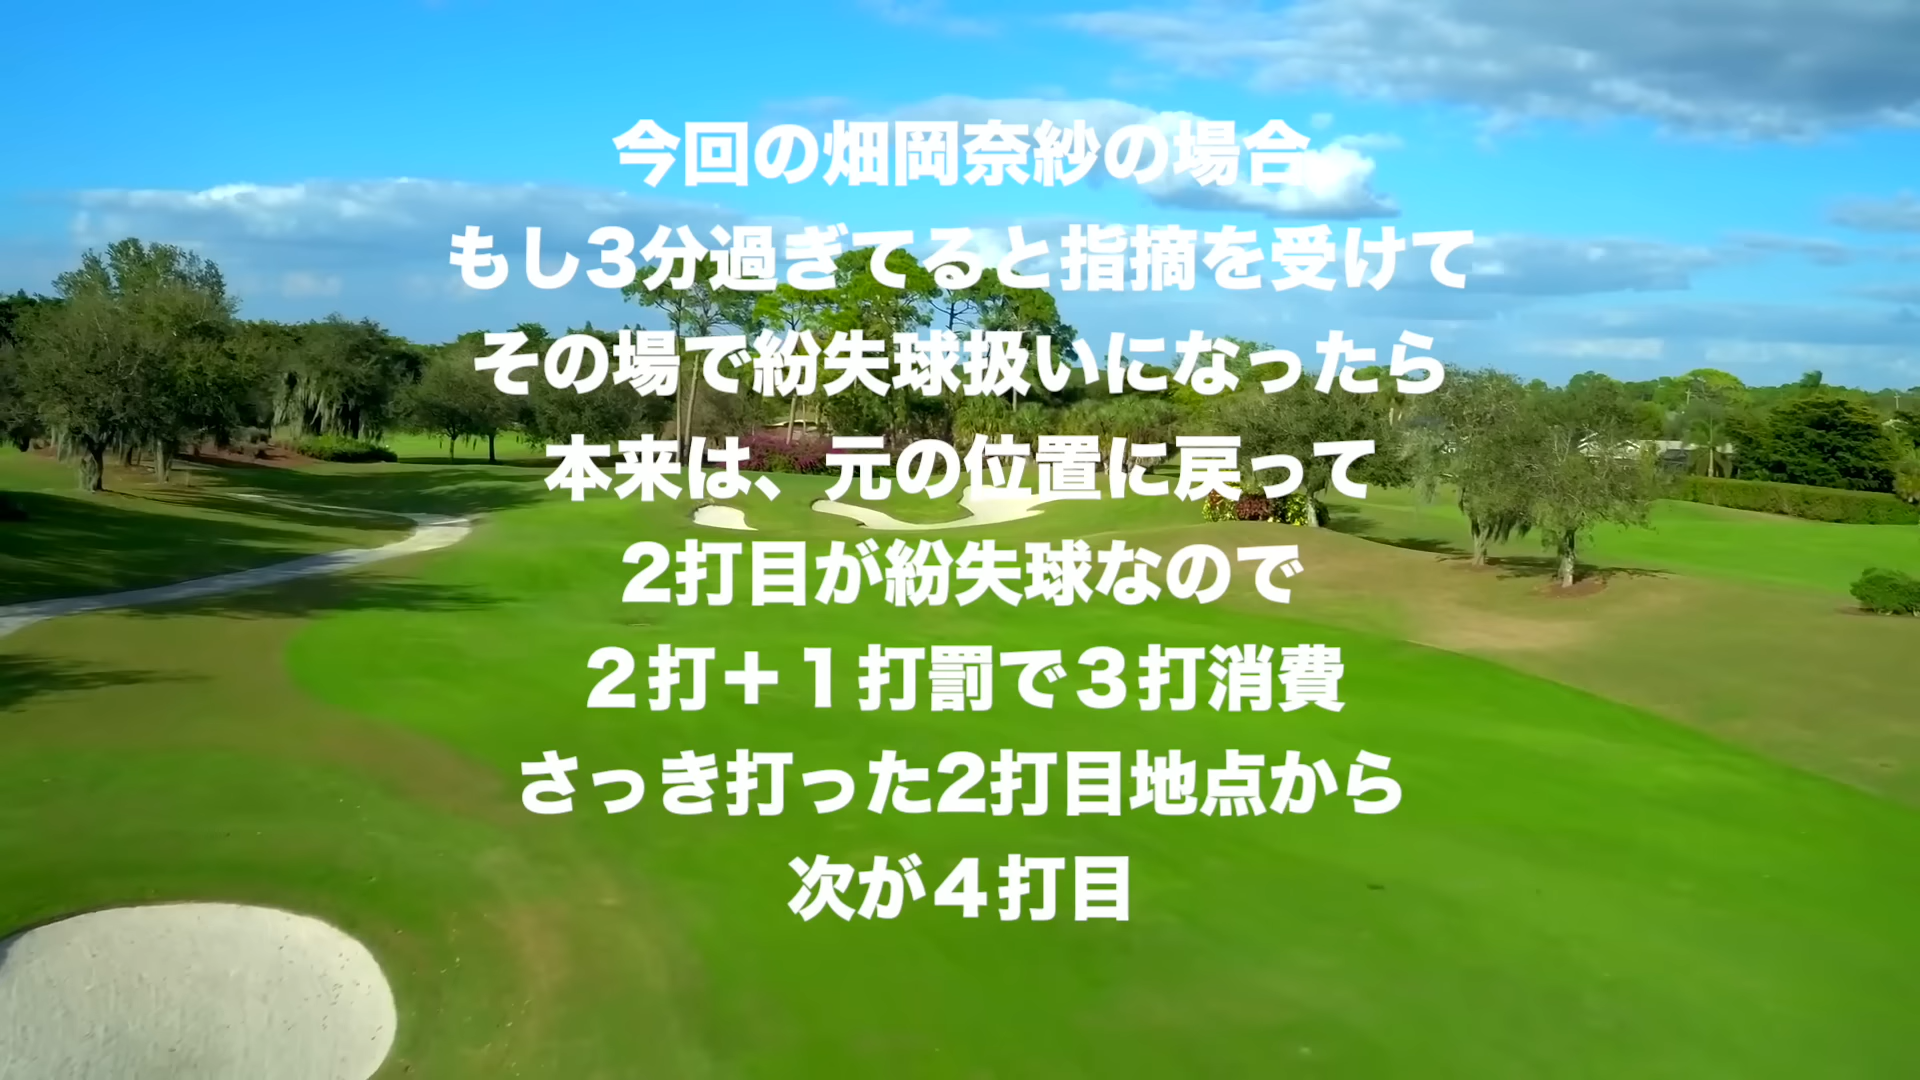 今回の畑岡奈紗の場合
もし3分過ぎてると指摘を受けて
その場で紛失球扱いになったら
本来は、元の位置に戻って
2打目が紛失球なので
２打＋１打罰で３打消費
さっき打った2打目地点から
次が４打目